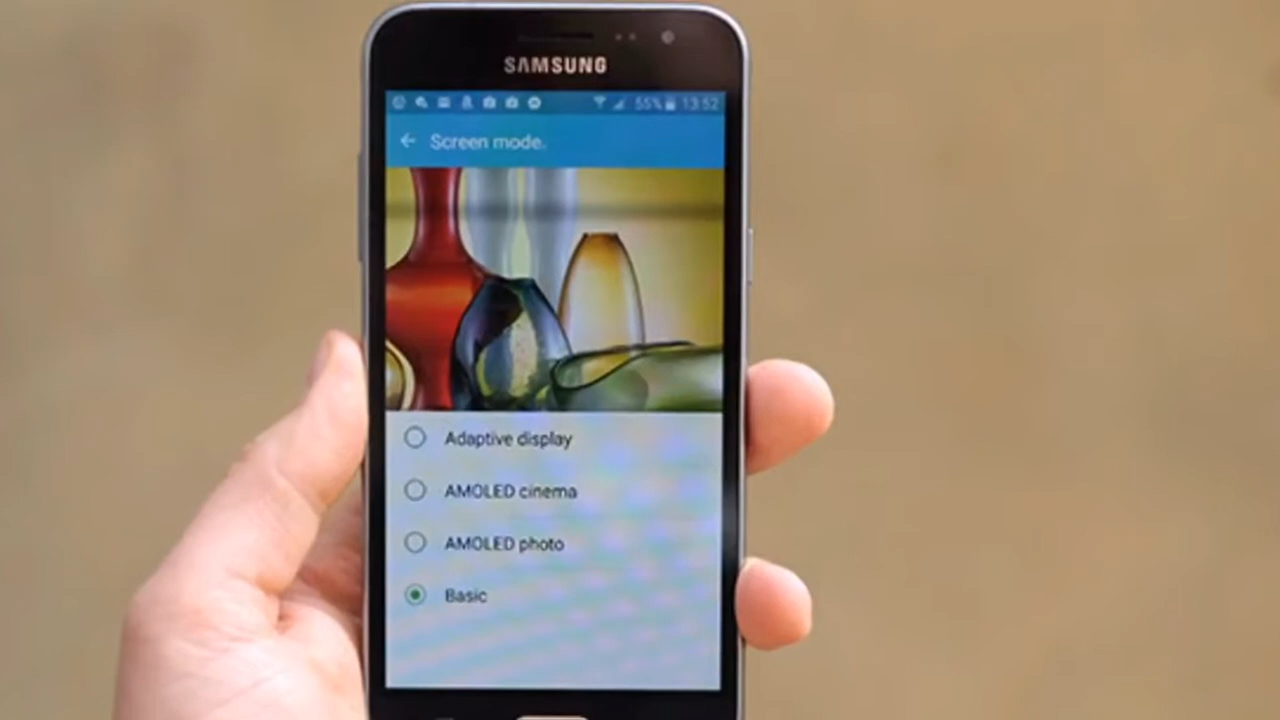 SAMSUNG
55% 13:52
Screen mode.
Adaptive display
AMOLED cinema
AMOLED photo
Basic